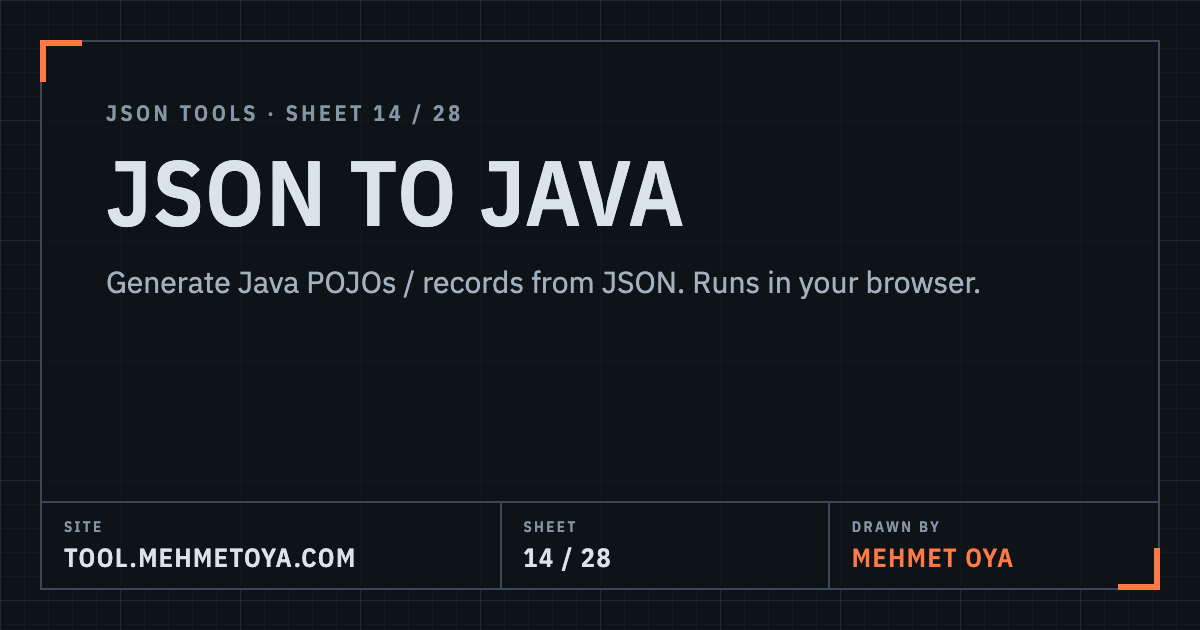 JSON TOOLS · SHEET 14 / 28
JSON TO JAVA
Generate Java POJOs / records from JSON. Runs in your browser.
SITE
TOOL.MEHMETOYA.COM
SHEET
14 / 28
DRAWN BY
MEHMET OYA